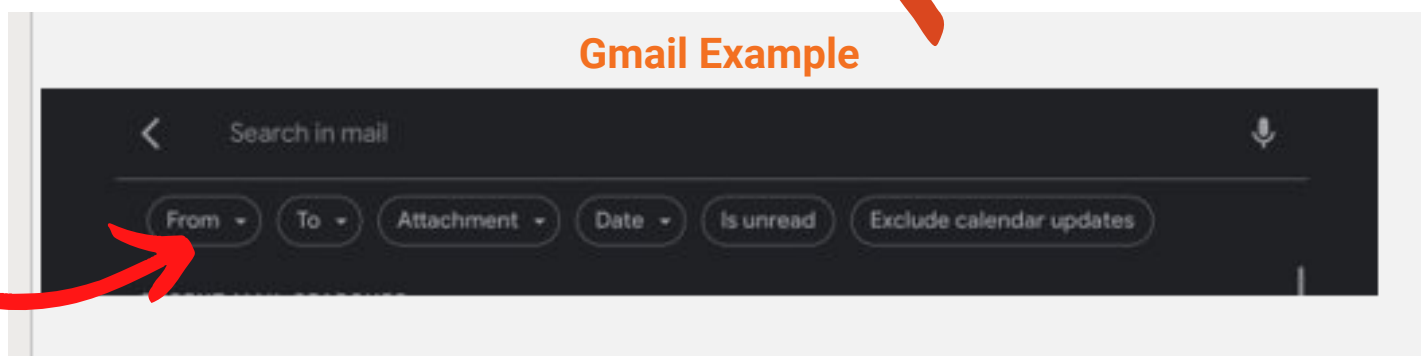 Gmail Example
Search in mail
From To Attachment Date Is unread Exclude calendar updates